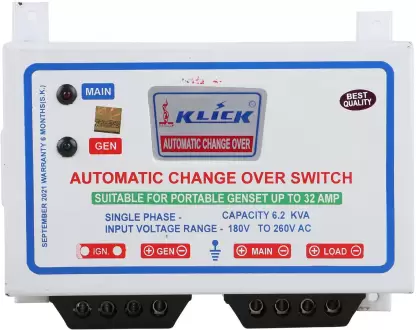 MAIN
GEN
KLICK
AUTOMATIC CHANGE OVER
BEST QUALITY
SEPTEMBER 2021 WARRANTY 6 MONTHS(S.K.)
AUTOMATIC CHANGE OVER SWITCH
SUITABLE FOR PORTABLE GENSET UP TO 32 AMP
SINGLE PHASE - CAPACITY 6.2 KVA
INPUT VOLTAGE RANGE - 180V TO 260V AC
IGN. + GEN - + MAIN - + LOAD -